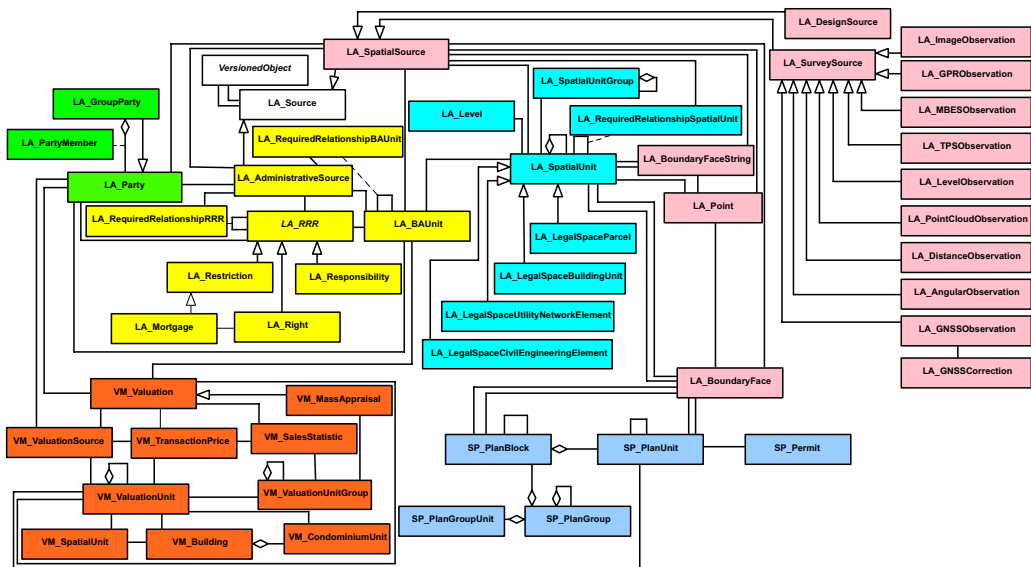 LA_DesignSource
LA_ImageObservation
LA_SpatialSource
LA_SurveySource
LA_GPRObservation
VersionedObject
LA_SpatialUnitGroup
LA_GroupParty
LA_Source
LA_Level
LA_RequiredRelationshipSpatialUnit
LA_MBESObservation
LA_PartyMember
LA_RequiredRelationshipBAUnit
LA_TPSObservation
LA_Party
LA_AdministrativeSource
LA_SpatialUnit
LA_BoundaryFaceString
LA_LevelObservation
LA_RequiredRelationshipRRR
LA_RRR
LA_BAUnit
LA_Point
LA_PointCloudObservation
LA_LegalSpaceParcel
LA_DistanceObservation
LA_Restriction
LA_Responsibility
LA_LegalSpaceBuildingUnit
LA_AngularObservation
LA_Mortgage
LA_Right
LA_LegalSpaceUtilityNetworkElement
LA_GNSSObservation
LA_LegalSpaceCivilEngineeringElement
LA_GNSSCorrection
LA_BoundaryFace
VM_Valuation
VM_MassAppraisal
VM_ValuationSource
VM_TransactionPrice
VM_SalesStatistic
SP_PlanBlock
SP_PlanUnit
SP_Permit
VM_ValuationUnit
VM_ValuationUnitGroup
SP_PlanGroupUnit
SP_PlanGroup
VM_SpatialUnit
VM_Building
VM_CondominiumUnit